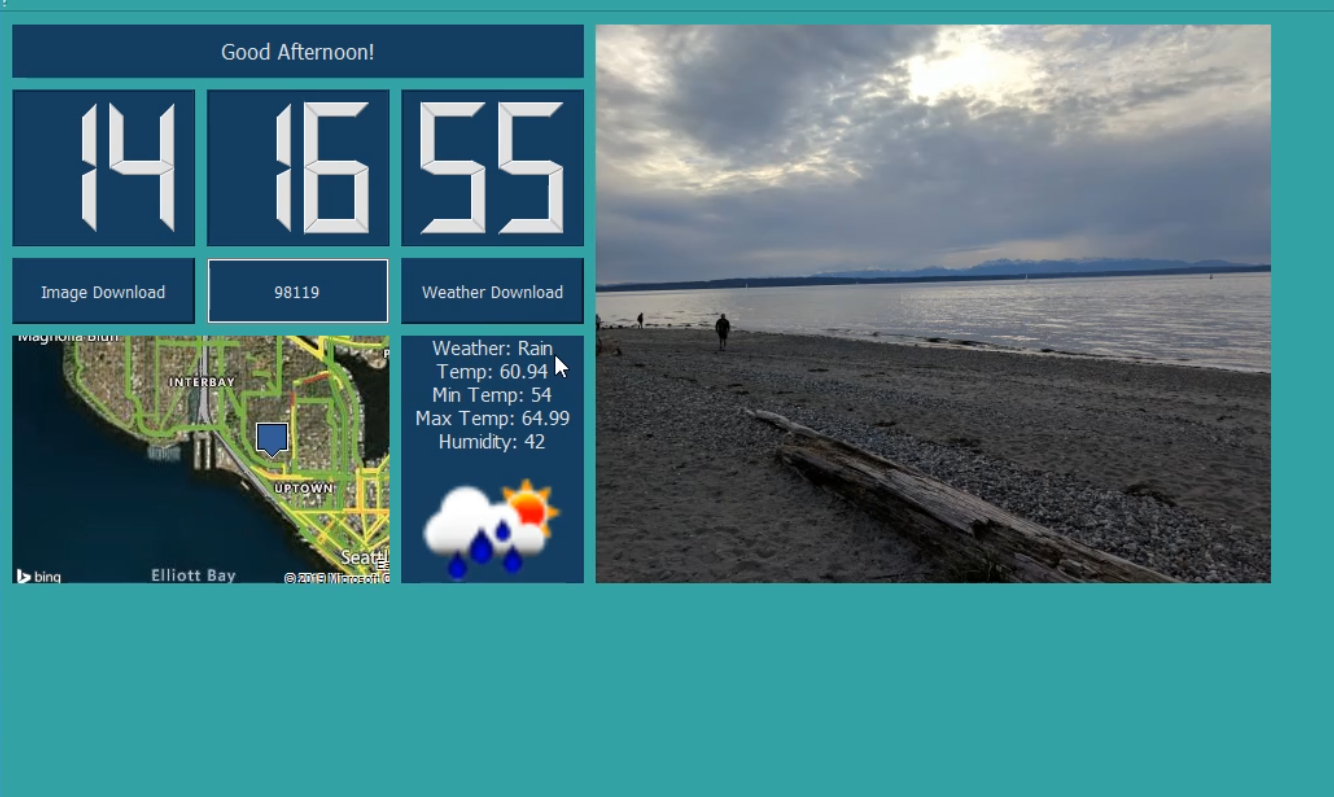 Good Afternoon!
14 16 55
Image Download
98119
Weather Download
Magnolia Bluff
INTERBAY
UPTOWN
Seattl
bing
Elliott Bay
© 2019 Microsoft C
Weather: Rain
Temp: 60.94
Min Temp: 54
Max Temp: 64.99
Humidity: 42